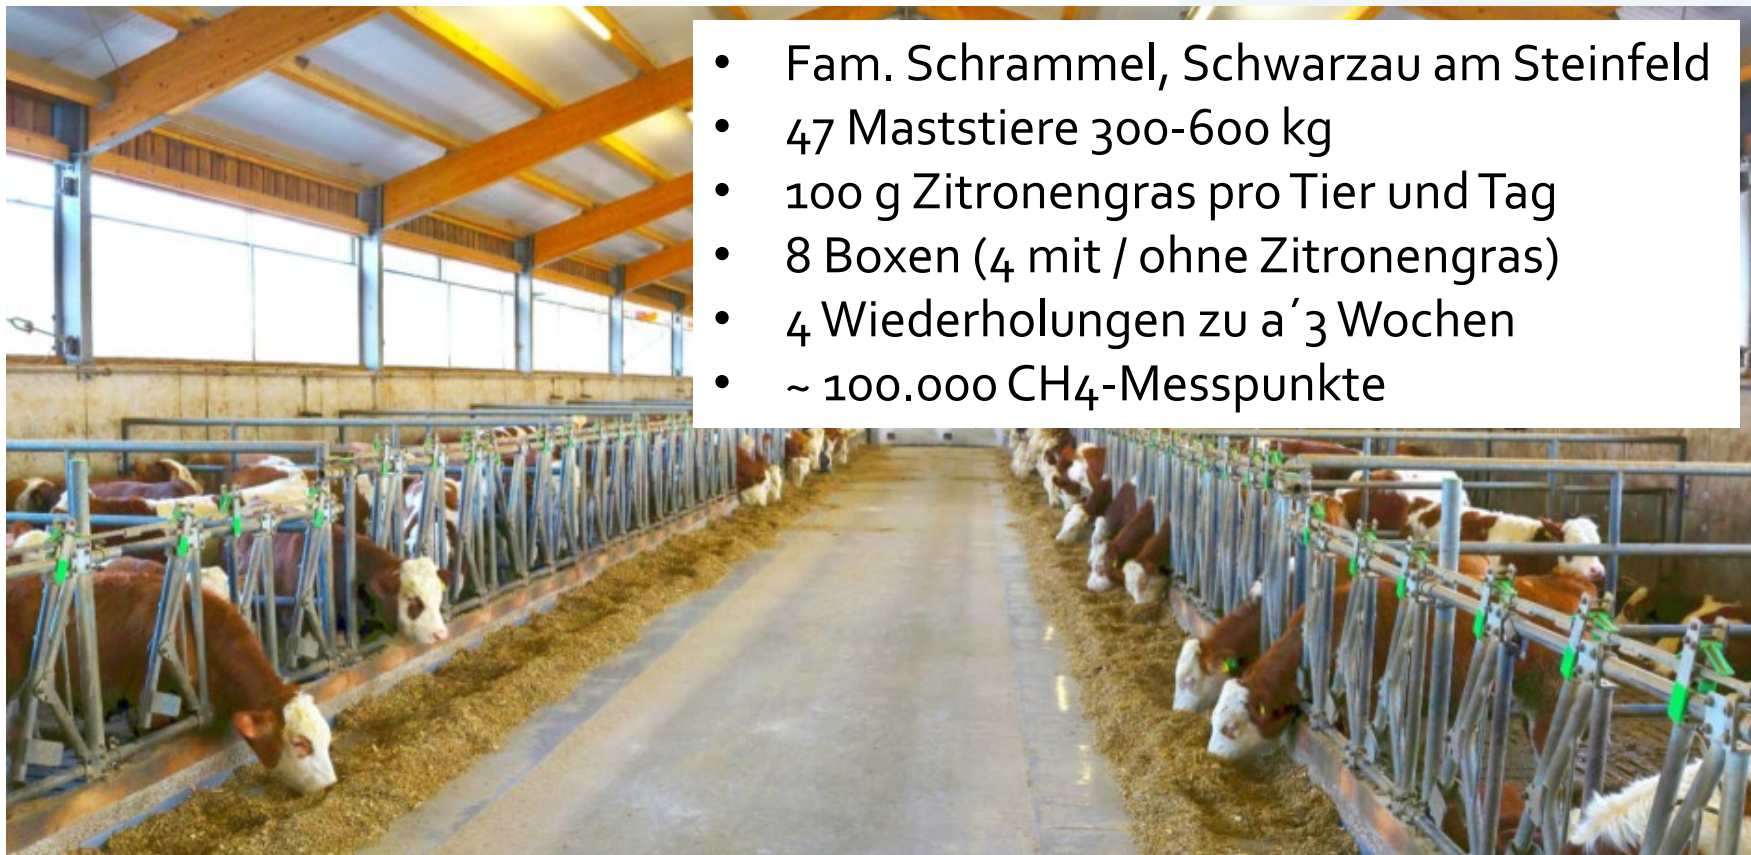 • Fam. Schrammel, Schwarzau am Steinfeld
• 47 Maststiere 300-600 kg
• 100 g Zitronengras pro Tier und Tag
• 8 Boxen (4 mit / ohne Zitronengras)
• 4 Wiederholungen zu a´3 Wochen
• ~ 100.000 CH4-Messpunkte